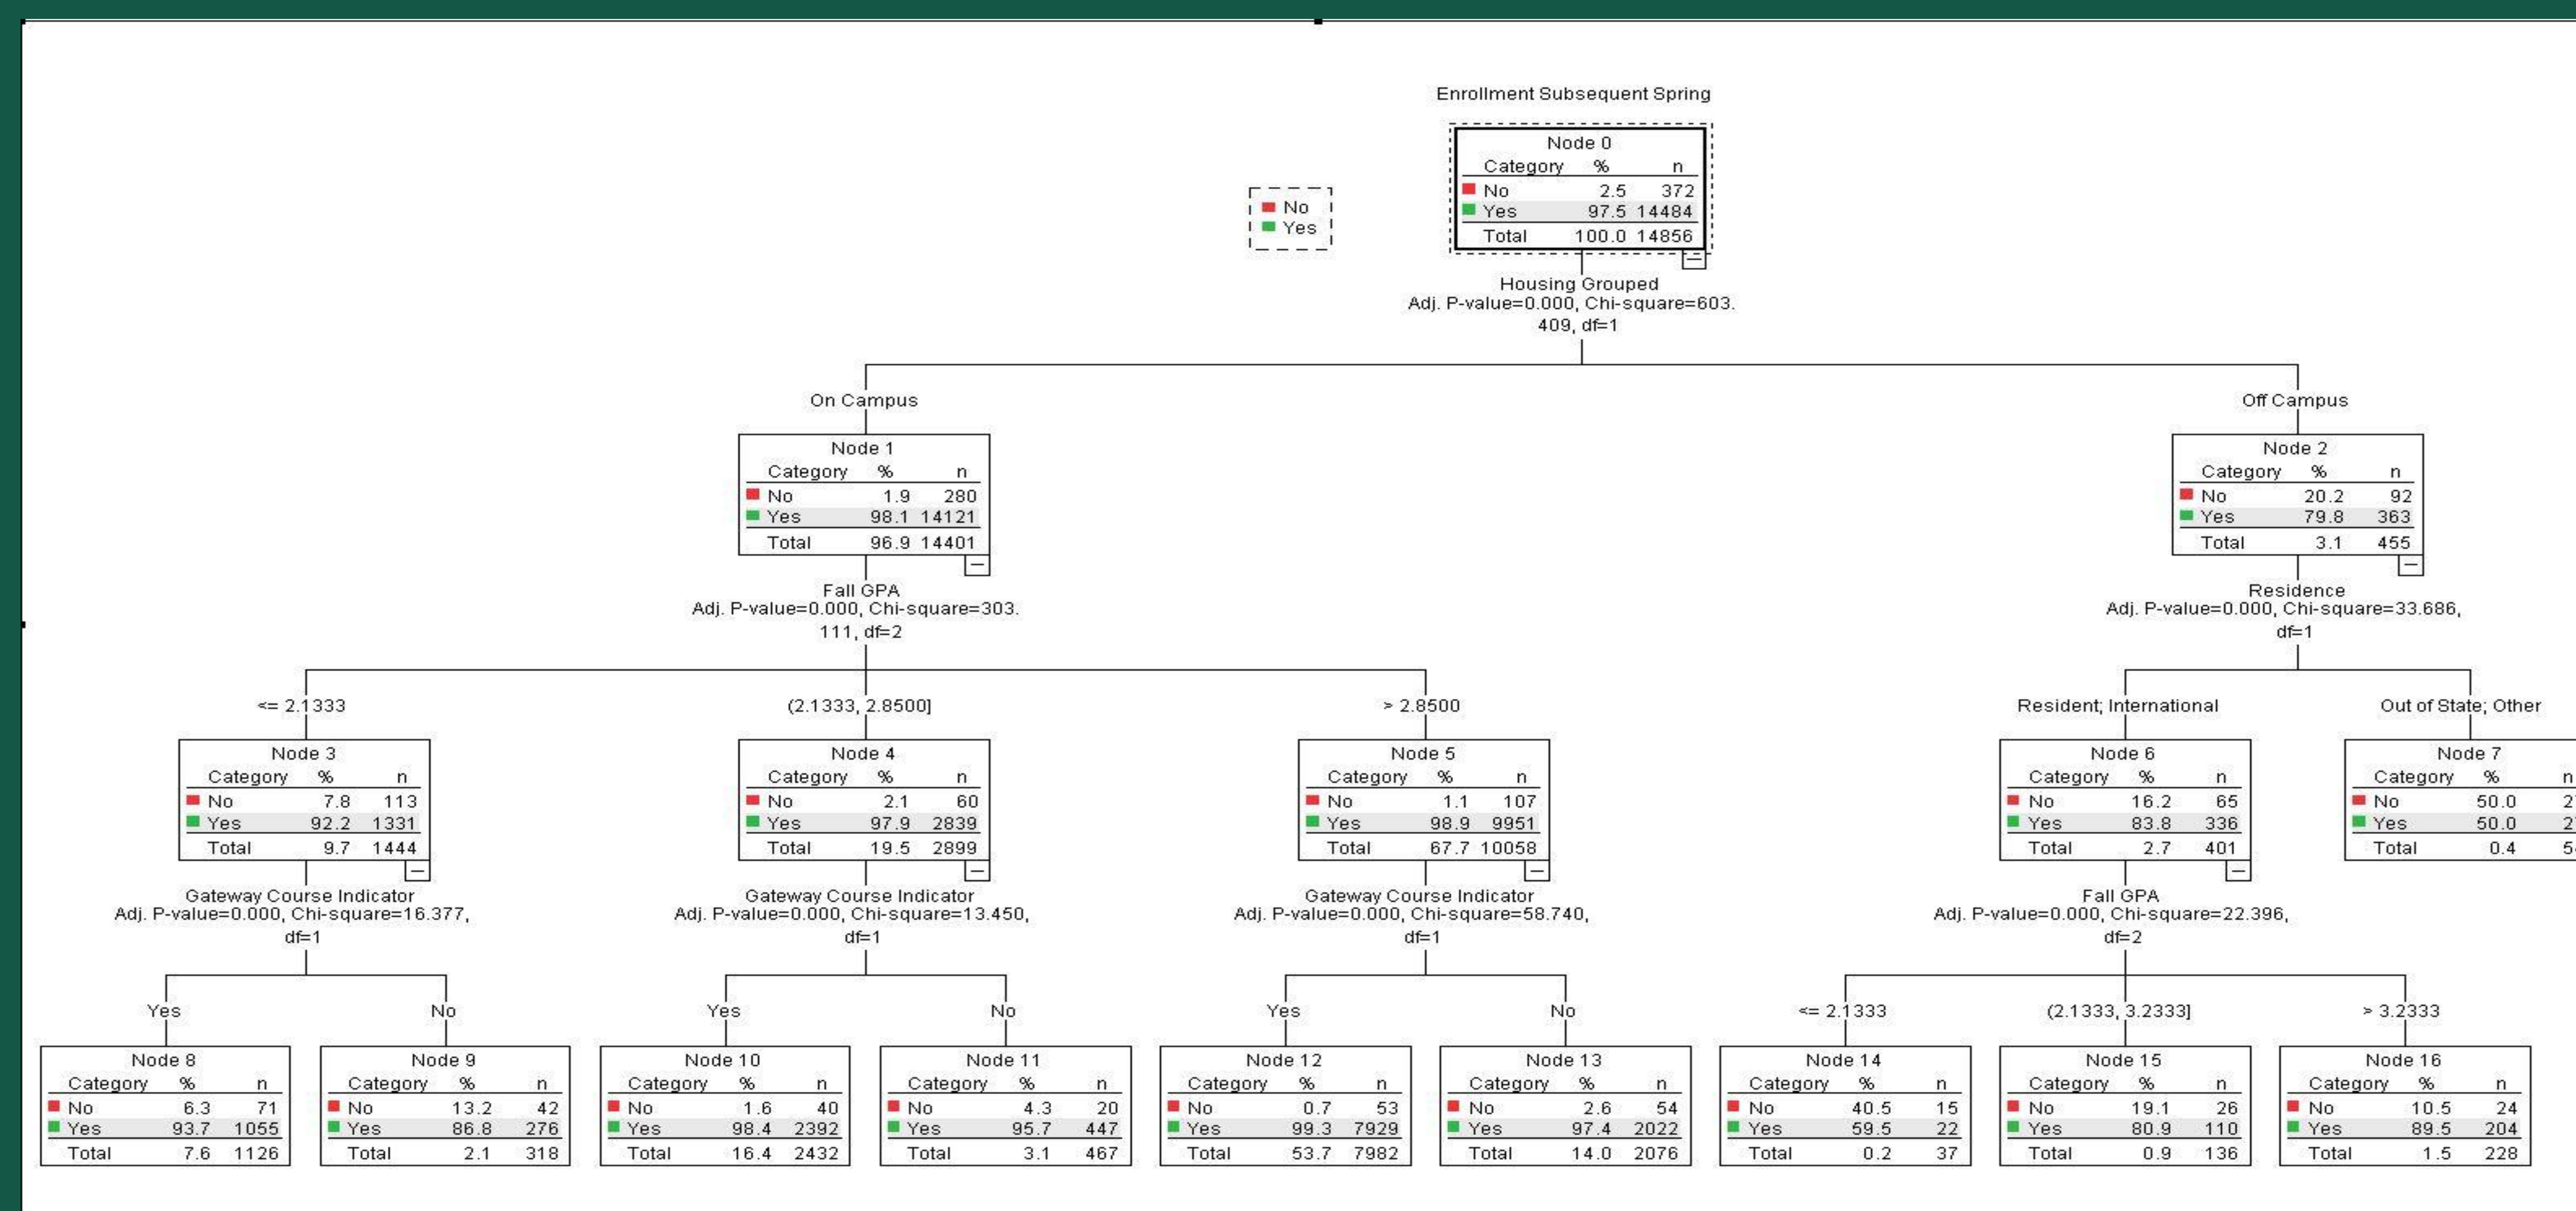 Enrollment Subsequent Spring
Node 0
Category % n
No 2.5 372
Yes 97.5 14484
Total 100.0 14856
No
Yes
Housing Grouped
Adj. P-value=0.000, Chi-square=603.
409, df=1
On Campus
Off Campus
Node 1
Category % n
No 1.9 280
Yes 98.1 14121
Total 96.9 14401
Node 2
Category % n
No 20.2 92
Yes 79.8 363
Total 3.1 455
Fall GPA
Adj. P-value=0.000, Chi-square=303.
111, df=2
Residence
Adj. P-value=0.000, Chi-square=33.686,
df=1
<= 2.1333
(2.1333, 2.8500]
> 2.8500
Resident; International
Out of State; Other
Node 3
Category % n
No 7.8 113
Yes 92.2 1331
Total 9.7 1444
Node 4
Category % n
No 2.1 60
Yes 97.9 2839
Total 19.5 2899
Node 5
Category % n
No 1.1 107
Yes 98.9 9951
Total 67.7 10058
Node 6
Category % n
No 16.2 65
Yes 83.8 336
Total 2.7 401
Node 7
Category % n
No 50.0
Yes 50.0
Total 0.4
Gateway Course Indicator
Adj. P-value=0.000, Chi-square=16.377,
df=1
Gateway Course Indicator
Adj. P-value=0.000, Chi-square=13.450,
df=1
Gateway Course Indicator
Adj. P-value=0.000, Chi-square=58.740,
df=1
Fall GPA
Adj. P-value=0.000, Chi-square=22.396,
df=2
Yes
No
Yes
No
Yes
No
<= 2.1333
(2.1333, 3.2333]
> 3.2333
Node 8
Category % n
No 6.3 71
Yes 93.7 1055
Total 7.6 1126
Node 9
Category % n
No 13.2 42
Yes 86.8 276
Total 2.1 318
Node 10
Category % n
No 1.6 40
Yes 98.4 2392
Total 16.4 2432
Node 11
Category % n
No 4.3 20
Yes 95.7 447
Total 3.1 467
Node 12
Category % n
No 0.7 53
Yes 99.3 7929
Total 53.7 7982
Node 13
Category % n
No 2.6 54
Yes 97.4 2022
Total 14.0 2076
Node 14
Category % n
No 40.5 15
Yes 59.5 22
Total 0.2 37
Node 15
Category % n
No 19.1 26
Yes 80.9 110
Total 0.9 136
Node 16
Category % n
No 10.5 24
Yes 89.5 204
Total 1.5 228